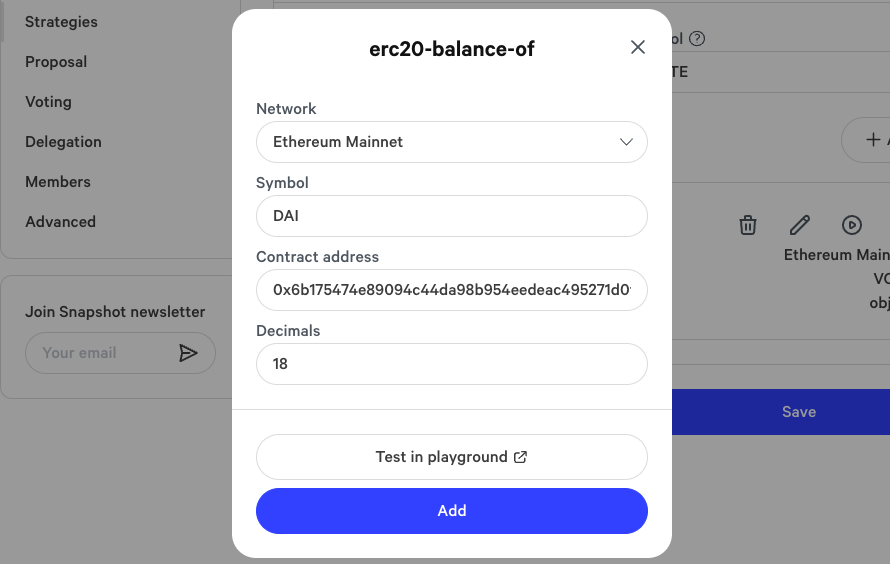 Strategies
Proposal
Voting
Delegation
Members
Advanced
Join Snapshot newsletter
Your email
erc20-balance-of
Network
Ethereum Mainnet
Symbol
DAI
Contract address
0x6b175474e89094c44da98b954eedeac495271d0
Decimals
18
Test in playground
Add
ol
TE
Ethereum Main
VO
obj
Save